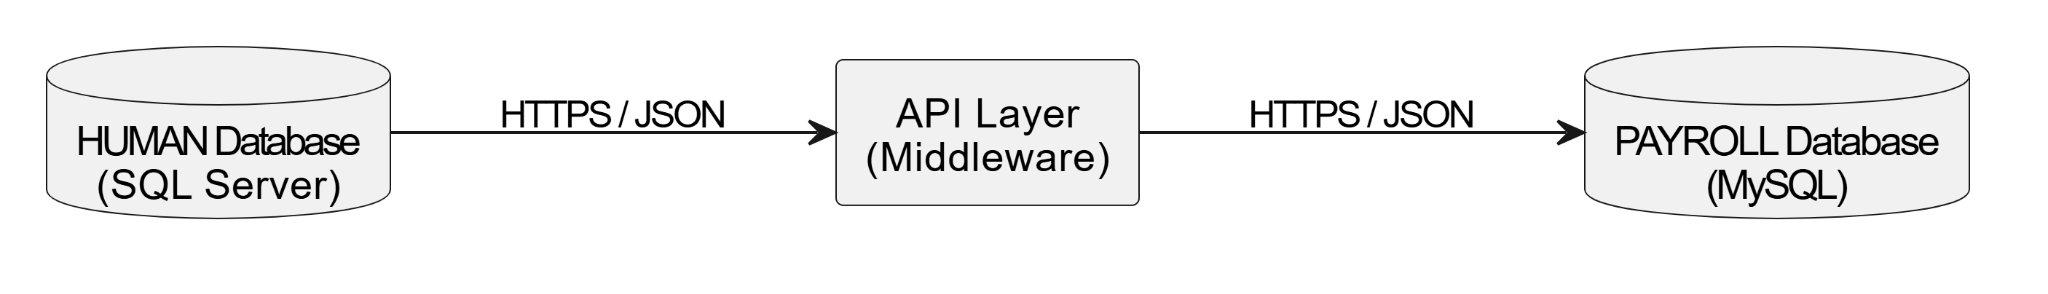 HUMAN Database
(SQL Server)
HTTPS / JSON
API Layer
(Middleware)
HTTPS / JSON
PAYROLL Database
(MySQL)